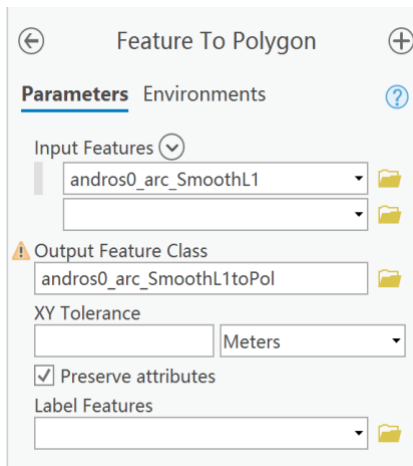 Feature To Polygon
Parameters Environments
?
Input Features
andros0_arc_SmoothL1
Output Feature Class
andros0_arc_SmoothL1toPol
XY Tolerance
Meters
Preserve attributes
Label Features